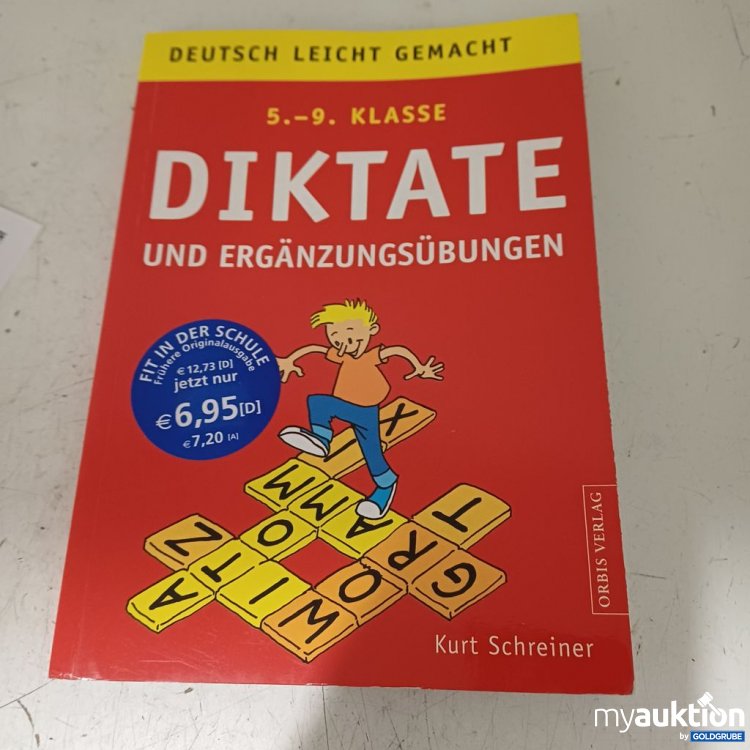 DEUTSCH LEICHT GEMACHT
5.–9. KLASSE
DIKTATE
UND ERGÄNZUNGSÜBUNGEN
FIT IN DER SCHULE
Frühere Originalausgabe
€ 12,73 [D]
jetzt nur
€ 6,95 [D]
€ 7,20 [A]
X
A T Z
I T O M M
W O R T
G R A M M
ORBIS VERLAG
Kurt Schreiner
myauktion
by GOLDGRUBE